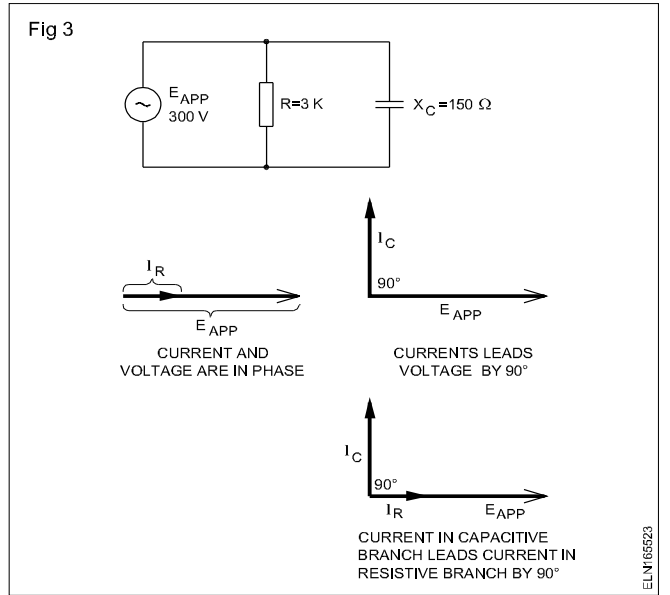 Fig 3
E APP
300 V
R=3 K
X C =150 Ω
I C
90°
E APP
I R
E APP
CURRENT AND
VOLTAGE ARE IN PHASE
CURRENTS LEADS
VOLTAGE BY 90°
I C
90°
I R
E APP
CURRENT IN CAPACITIVE
BRANCH LEADS CURRENT IN
RESISTIVE BRANCH BY 90°
ELN165523